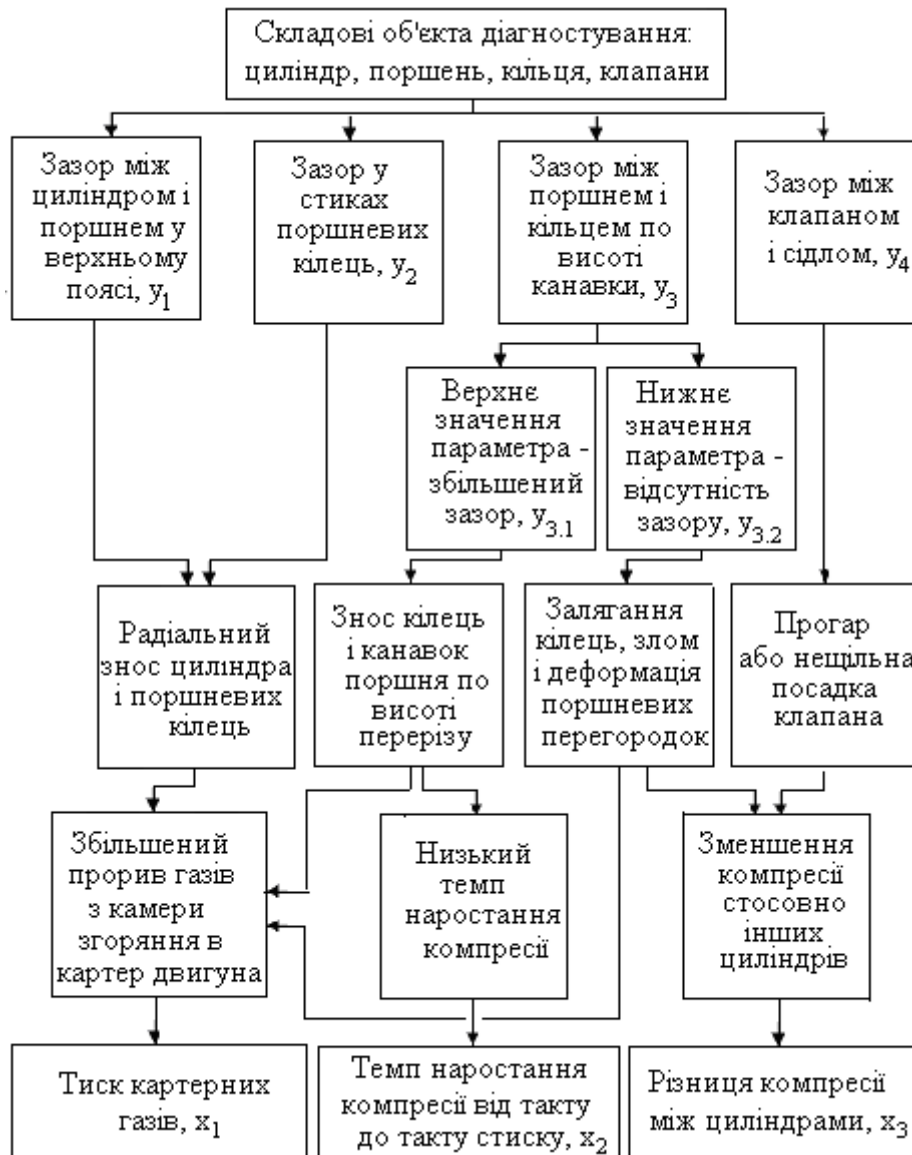 Складові об'єкта діагностування:
циліндр, поршень, кільця, клапани
Зазор між
циліндром і
поршнем у
верхньому
поясі, y1
Зазор у
стиках
поршневих
кілець, y2
Зазор між
поршнем і
кільцем по
висоті
канавки, y3
Зазор між
клапаном
і сідлом, y4
Верхнє
значення
параметра -
збільшений
зазор, y3.1
Нижнє
значення
параметра -
відсутність
зазору, y3.2
Радіальний
знос циліндра
і поршневих
кілець
Знос кілець
і канавок
поршня по
висоті
перерізу
Залягання
кілець, злом
і деформація
поршневих
перегородок
Прогар
або нещільна
посадка
клапана
Збільшений
прорив газів
з камери
згоряння в
картер двигуна
Низький
темп
наростання
компресії
Зменшення
компресії
стосовно
інших
циліндрів
Тиск картерних
газів, x1
Темп наростання
компресії від такту
до такту стиску, x2
Різниця компресії
між циліндрами, x3